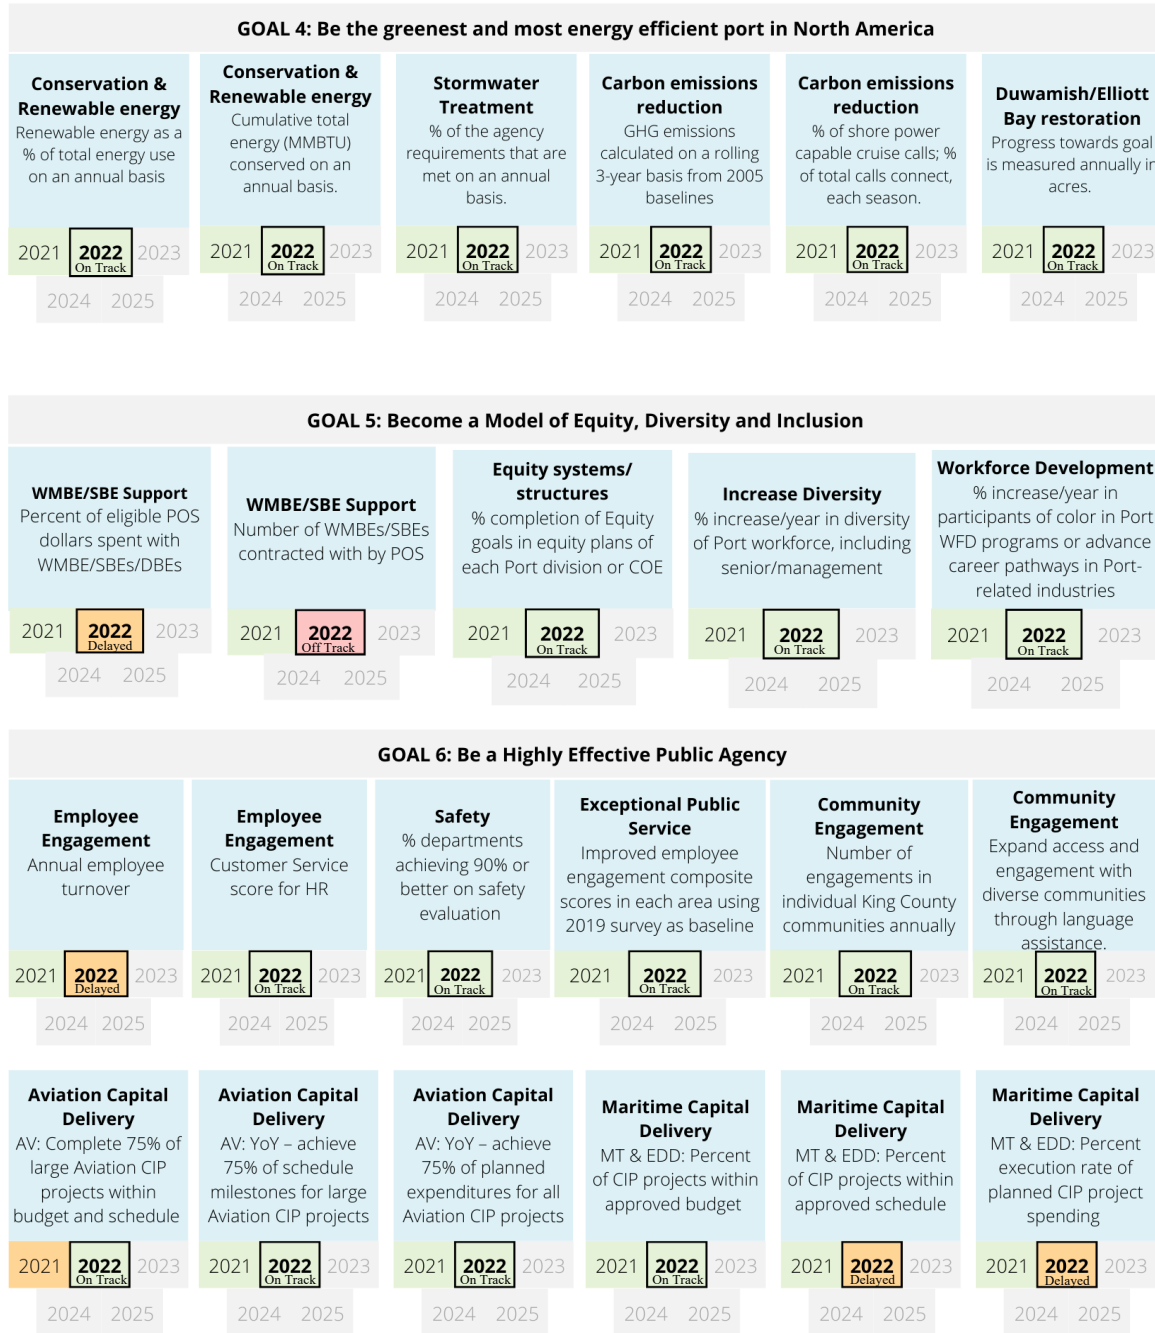 GOAL 4: Be the greenest and most energy efficient port in North America
Conservation &
Renewable energy
Renewable energy as a
% of total energy use
on an annual basis
2021 2022 2023
On Track
2024 2025
Conservation &
Renewable energy
Cumulative total
energy (MMBTU)
conserved on an
annual basis.
2021 2022 2023
On Track
2024 2025
Stormwater
Treatment
% of the agency
requirements that are
met on an annual
basis.
2021 2022 2023
On Track
2024 2025
Carbon emissions
reduction
GHG emissions
calculated on a rolling
3-year basis from 2005
baselines
2021 2022 2023
On Track
2024 2025
Carbon emissions
reduction
% of shore power
capable cruise calls; %
of total calls connect,
each season.
2021 2022 2023
On Track
2024 2025
Duwamish/Elliott
Bay restoration
Progress towards goal
is measured annually in
acres.
2021 2022 2023
On Track
2024 2025
GOAL 5: Become a Model of Equity, Diversity and Inclusion
WMBE/SBE Support
Percent of eligible POS
dollars spent with
WMBE/SBEs/DBEs
2021 2022 2023
Delayed
2024 2025
WMBE/SBE Support
Number of WMBEs/SBEs
contracted with by POS
2021 2022 2023
Off Track
2024 2025
Equity systems/
structures
% completion of Equity
goals in equity plans of
each Port division or COE
2021 2022 2023
On Track
2024 2025
Increase Diversity
% increase/year in diversity
of Port workforce, including
senior/management
2021 2022 2023
On Track
2024 2025
Workforce Development
% increase/year in
participants of color in Port
WFD programs or advance
career pathways in Port-
related industries
2021 2022 2023
On Track
2024 2025
GOAL 6: Be a Highly Effective Public Agency
Employee
Engagement
Annual employee
turnover
2021 2022 2023
Delayed
2024 2025
Employee
Engagement
Customer Service
score for HR
2021 2022 2023
On Track
2024 2025
Safety
% departments
achieving 90% or
better on safety
evaluation
2021 2022 2023
On Track
2024 2025
Exceptional Public
Service
Improved employee
engagement composite
scores in each area using
2019 survey as baseline
2021 2022 2023
On Track
2024 2025
Community
Engagement
Number of
engagements in
individual King County
communities annually
2021 2022 2023
On Track
2024 2025
Community
Engagement
Expand access and
engagement with
diverse communities
through language
assistance.
2021 2022 2023
On Track
2024 2025
Aviation Capital
Delivery
AV: Complete 75% of
large Aviation CIP
projects within
budget and schedule
2021 2022 2023
On Track
2024 2025
Aviation Capital
Delivery
AV: YoY – achieve
75% of schedule
milestones for large
Aviation CIP projects
2021 2022 2023
On Track
2024 2025
Aviation Capital
Delivery
AV: YoY – achieve
75% of planned
expenditures for all
Aviation CIP projects
2021 2022 2023
On Track
2024 2025
Maritime Capital
Delivery
MT & EDD: Percent
of CIP projects within
approved budget
2021 2022 2023
On Track
2024 2025
Maritime Capital
Delivery
MT & EDD: Percent
of CIP projects within
approved schedule
2021 2022 2023
Delayed
2024 2025
Maritime Capital
Delivery
MT & EDD: Percent
execution rate of
planned CIP project
spending
2021 2022 2023
Delayed
2024 2025